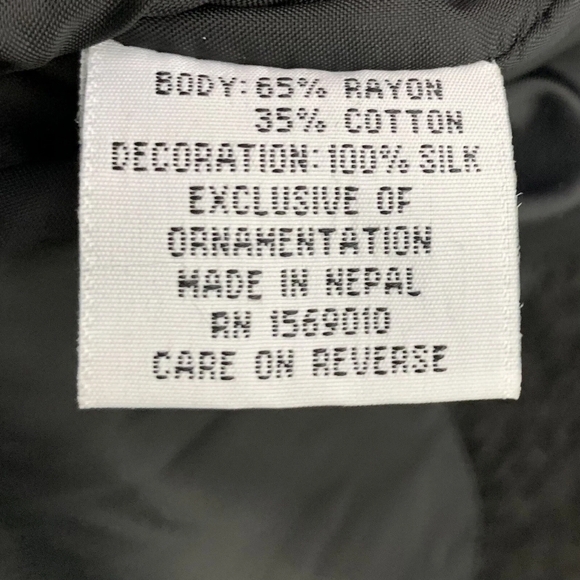 BODY: 65% RAYON
35% COTTON
DECORATION: 100% SILK
EXCLUSIVE OF
ORNAMENTATION
MADE IN NEPAL
RN 1569010
CARE ON REVERSE